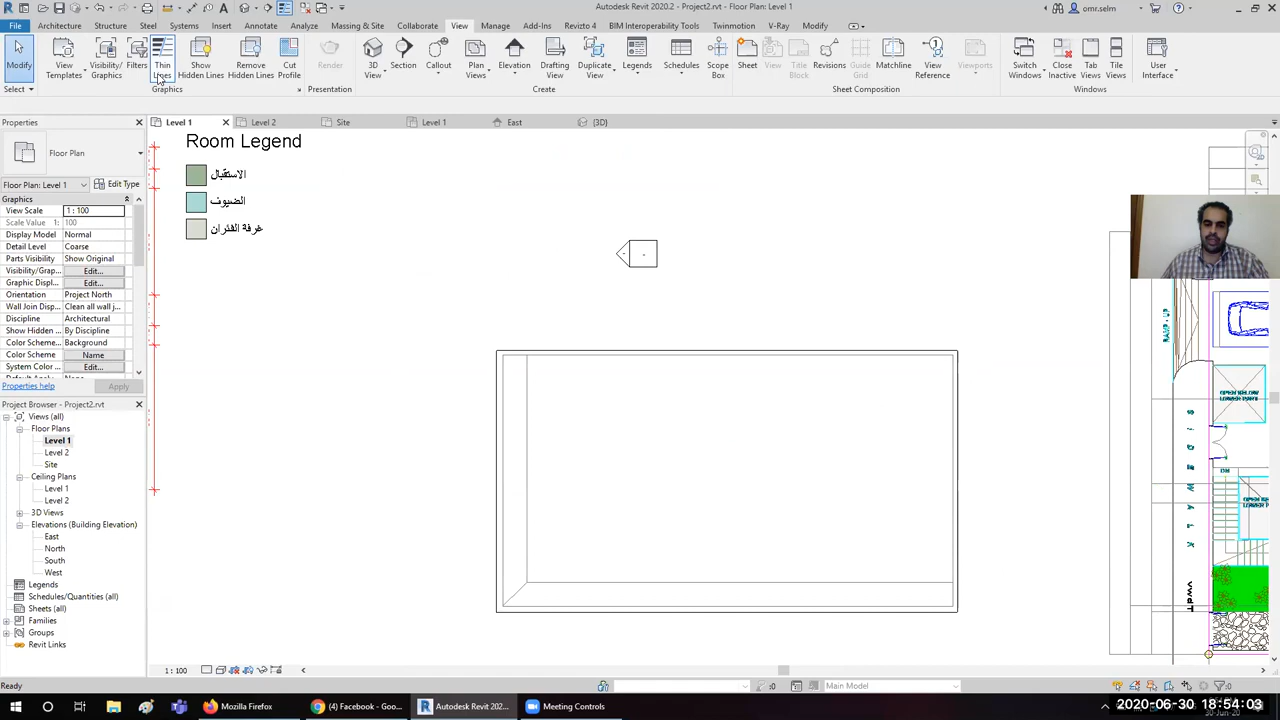 Autodesk Revit 2020.2 - Project2.rvt - Floor Plan: Level 1
omr.selm
File Architecture Structure Steel Systems Insert Annotate Analyze Massing & Site Collaborate View Manage Add-Ins Revizto 4 BIM Interoperability Tools Twinmotion V-Ray Modify
Modify
View Templates
Visibility/ Graphics
Filters
Thin Lines
Show Hidden Lines
Remove Hidden Lines
Cut Profile
Render
3D View
Section
Callout
Plan Views
Elevation
Drafting View
Duplicate View
Legends
Schedules
Scope Box
Sheet
View
Title Block
Revisions
Guide Grid
Matchline
View Reference
Viewports
Switch Windows
Close Inactive
Tab Views
Tile Views
User Interface
Select Graphics Presentation Create Sheet Composition Windows
Properties
Level 1 Level 2 Site Level 1 East {3D}
Floor Plan
Floor Plan: Level 1 Edit Type
Graphics
View Scale 1 : 100
Scale Value 1: 100
Display Model Normal
Detail Level Coarse
Parts Visibility Show Original
Visibility/Grap... Edit...
Graphic Displ... Edit...
Orientation Project North
Wall Join Disp... Clean all wall j...
Discipline Architectural
Show Hidden ... By Discipline
Color Scheme ... Background
Color Scheme Name
System Color ... Edit...
Properties help Apply
Project Browser - Project2.rvt
Views (all)
Floor Plans
Level 1
Level 2
Site
Ceiling Plans
Level 1
Level 2
3D Views
Elevations (Building Elevation)
East
North
South
West
Legends
Schedules/Quantities (all)
Sheets (all)
Families
Groups
Revit Links
Room Legend
الاستقبال
الضيوف
غرفة الفئران
RAMP UP
OPEN BELOW
LOWER PART
SIDEWALK
1 : 100
Ready
:0
Main Model
:0
Mozilla Firefox
(4) Facebook - Goo...
Autodesk Revit 202...
Meeting Controls
2020-06-30 18:54:03